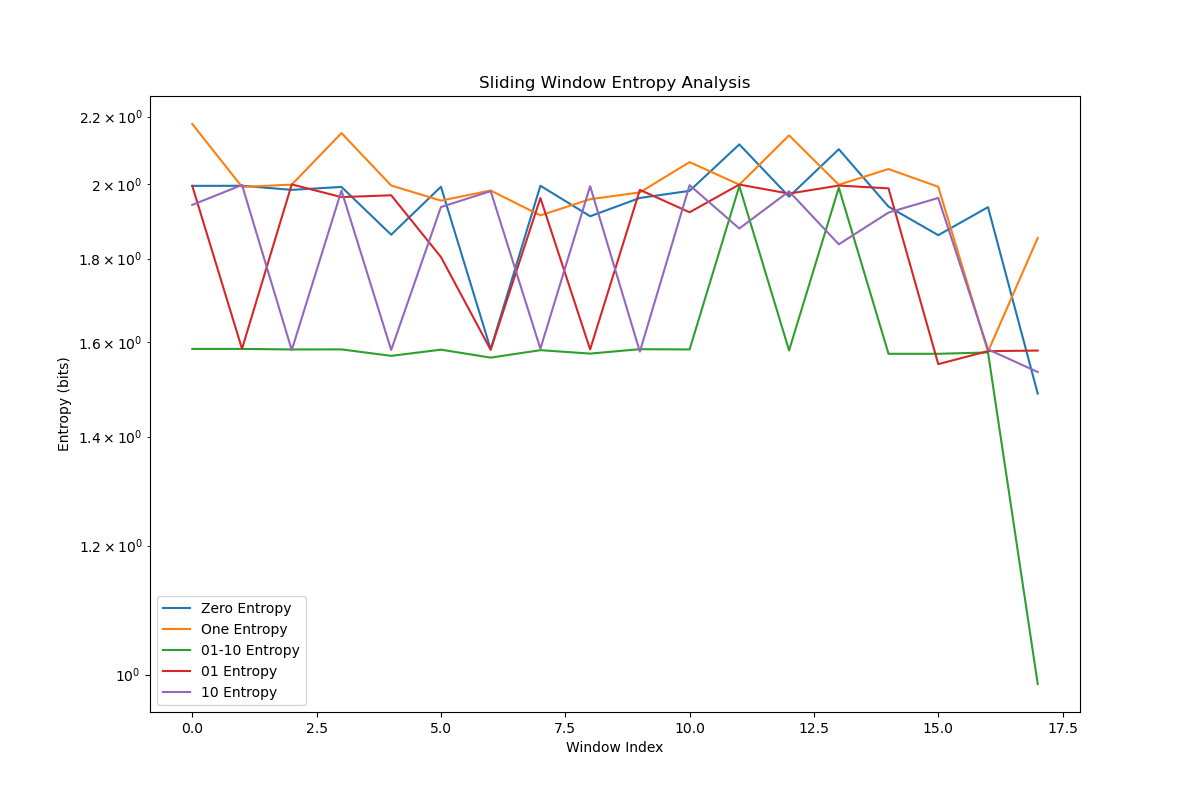 Sliding Window Entropy Analysis
2.2 × 10⁰
2 × 10⁰
1.8 × 10⁰
1.6 × 10⁰
1.4 × 10⁰
1.2 × 10⁰
10⁰
Entropy (bits)
Zero Entropy
One Entropy
01-10 Entropy
01 Entropy
10 Entropy
0.0 2.5 5.0 7.5 10.0 12.5 15.0 17.5
Window Index